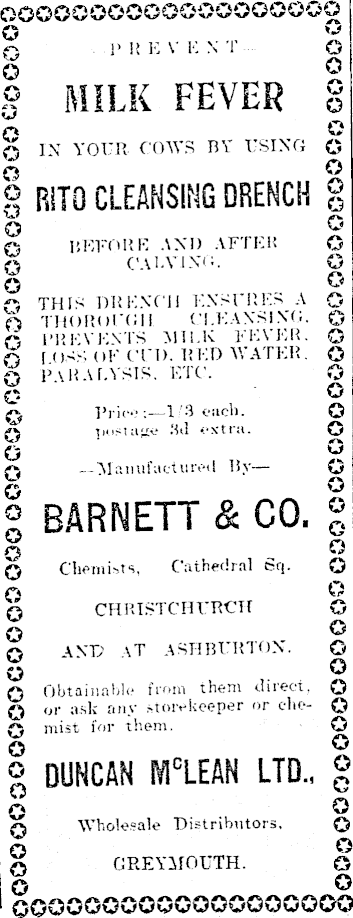 PREVENT
MILK FEVER
IN YOUR COWS BY USING
RITO CLEANSING DRENCH
BEFORE AND AFTER
CALVING.
THIS DRENCH ENSURES A
THOROUGH CLEANSING,
PREVENTS MILK FEVER,
LOSS OF CUD, RED WATER,
PARALYSIS, ETC.
Price:—1/3 each.
postage 3d extra.
—Manufactured By—
BARNETT & CO.
Chemists, Cathedral Sq.
CHRISTCHURCH
AND AT ASHBURTON.
Obtainable from them direct,
or ask any storekeeper or che-
mist for them.
DUNCAN McLEAN LTD.,
Wholesale Distributors,
GREYMOUTH.